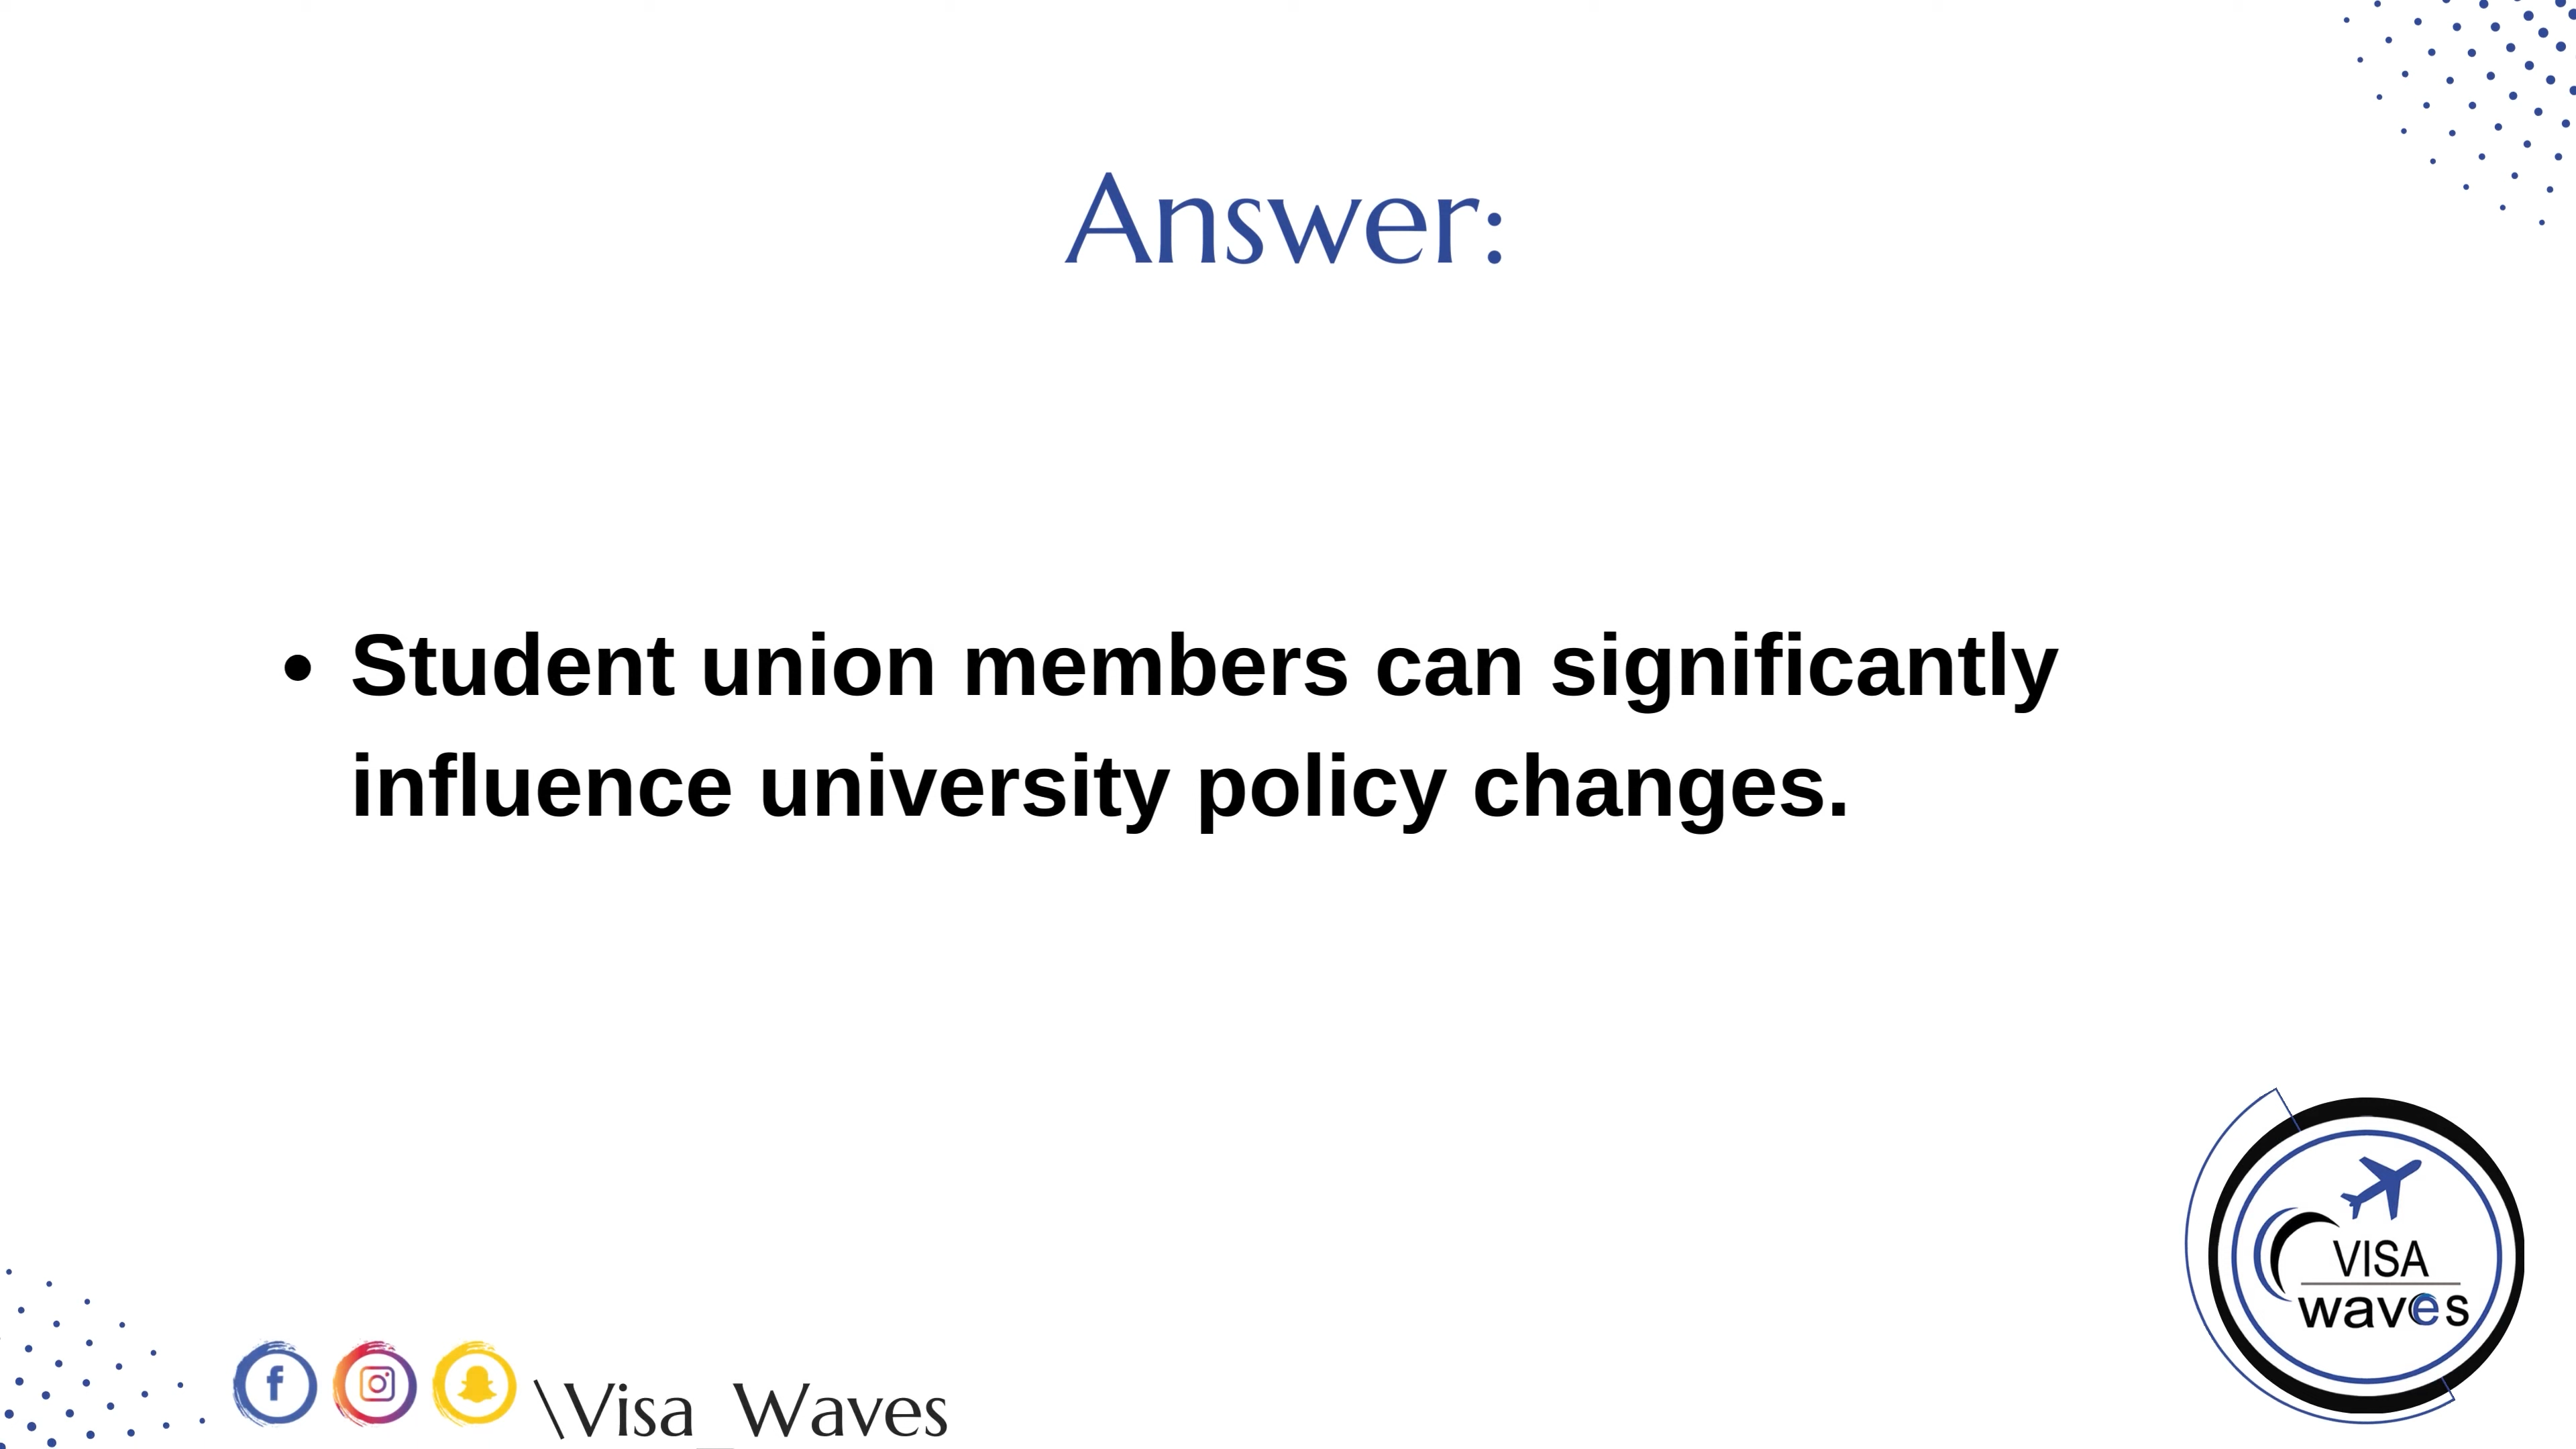 Answer:
• Student union members can significantly
influence university policy changes.
VISA
waves
\Visa_Waves